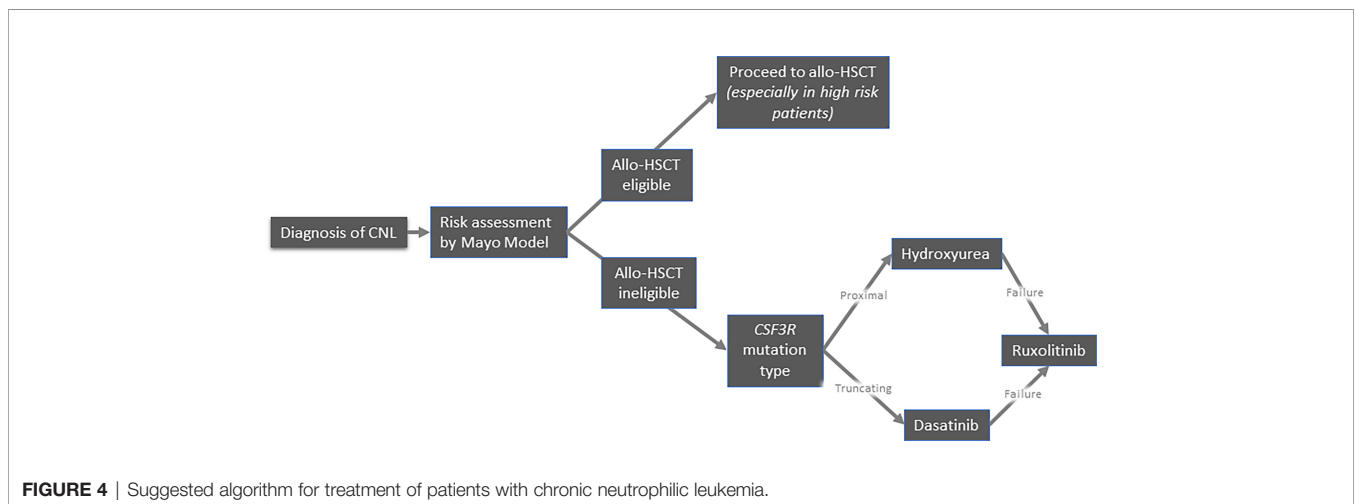 Proceed to allo-HSCT
(especially in high risk
patients)
Allo-HSCT
eligible
Diagnosis of CNL
Risk assessment
by Mayo Model
Allo-HSCT
ineligible
Hydroxyurea
Proximal
Failure
CSF3R
mutation
type
Ruxolitinib
Truncating
Failure
Dasatinib
FIGURE 4 | Suggested algorithm for treatment of patients with chronic neutrophilic leukemia.